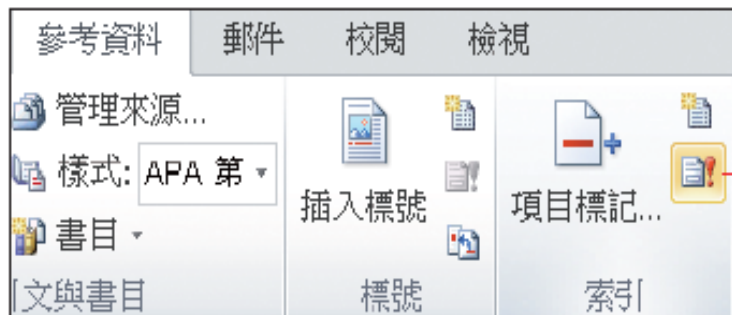 參考資料 郵件 校閱 檢視
管理來源...
樣式: APA 第
書目
文與書目
插入標號
標號
項目標記...
索引